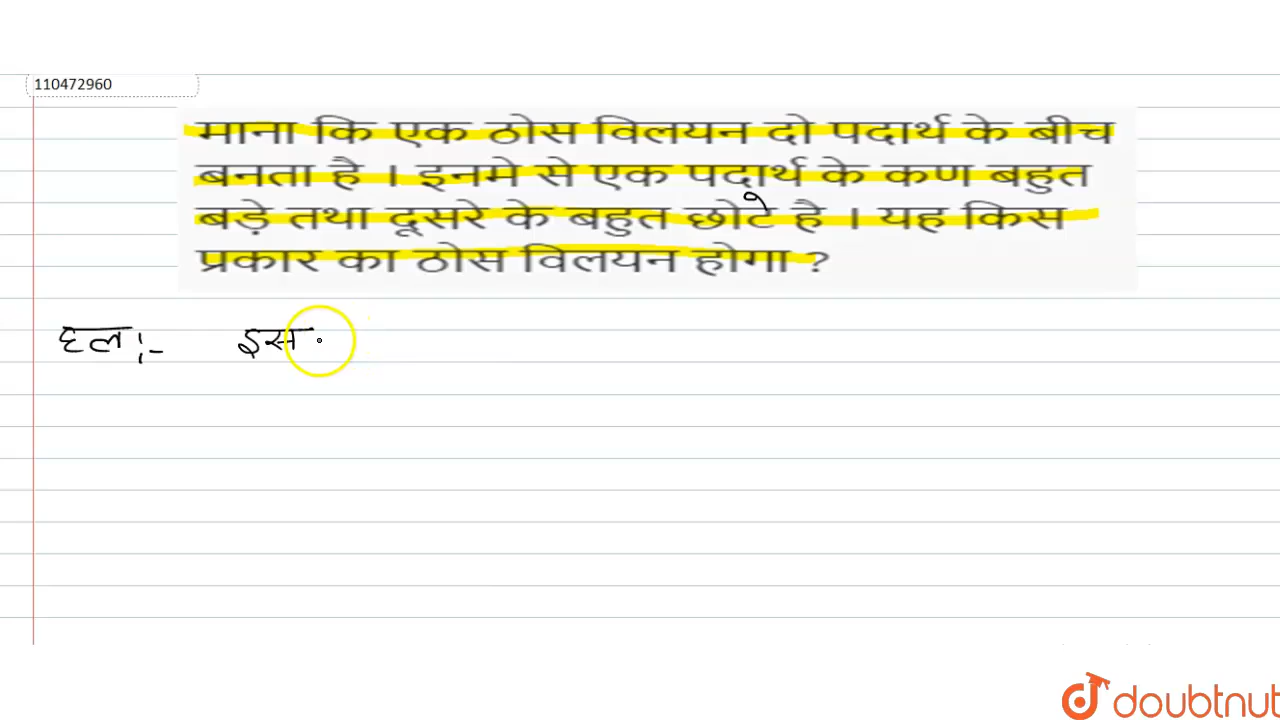 110472960
माना कि एक ठोस विलयन दो पदार्थ के बीच
बनता है । इनमे से एक पदार्थ के कण बहुत
बड़े तथा दूसरे के बहुत छोटे है । यह किस
प्रकार का ठोस विलयन होगा ?
हल:- इस
doubtnut